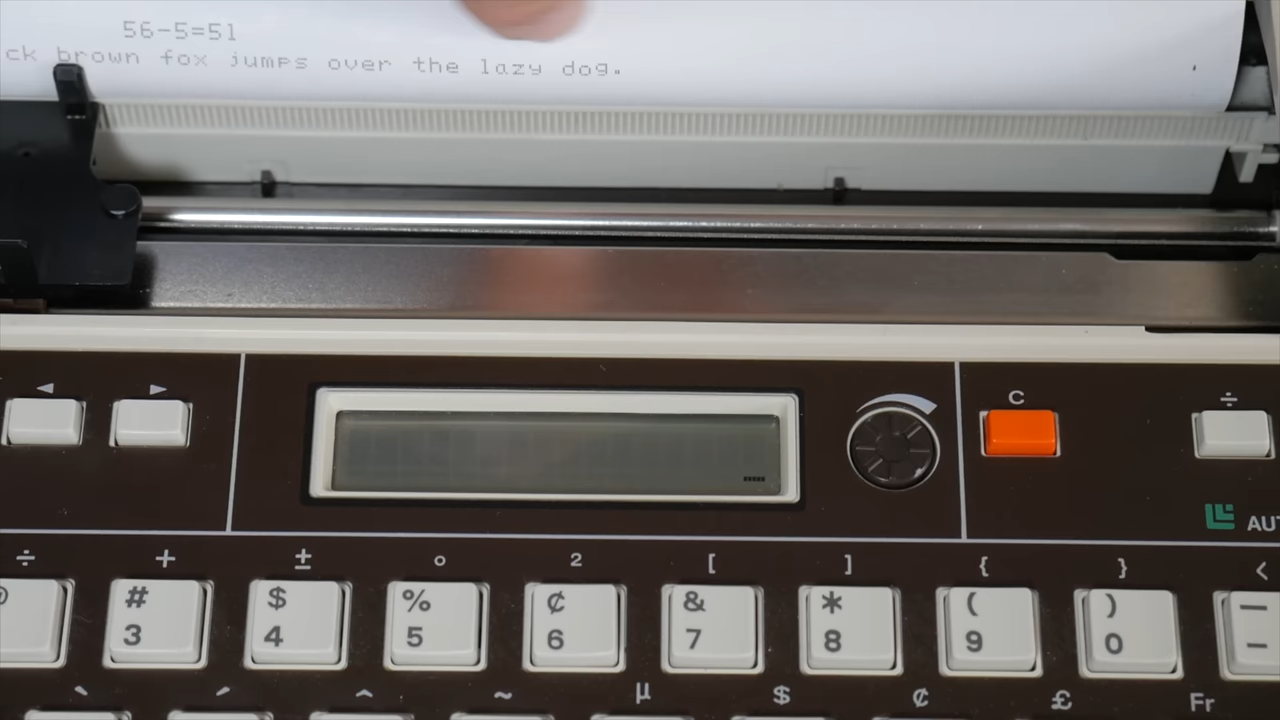 56-5=51
ck brown fox jumps over the lazy dog.
◄ ►
C ÷
÷ + ± o 2 [ ] { } <
# $ % ¢ & * ( ) —
3 4 5 6 7 8 9 0 -
` ´ ^ ~ µ $ ¢ £ Fr